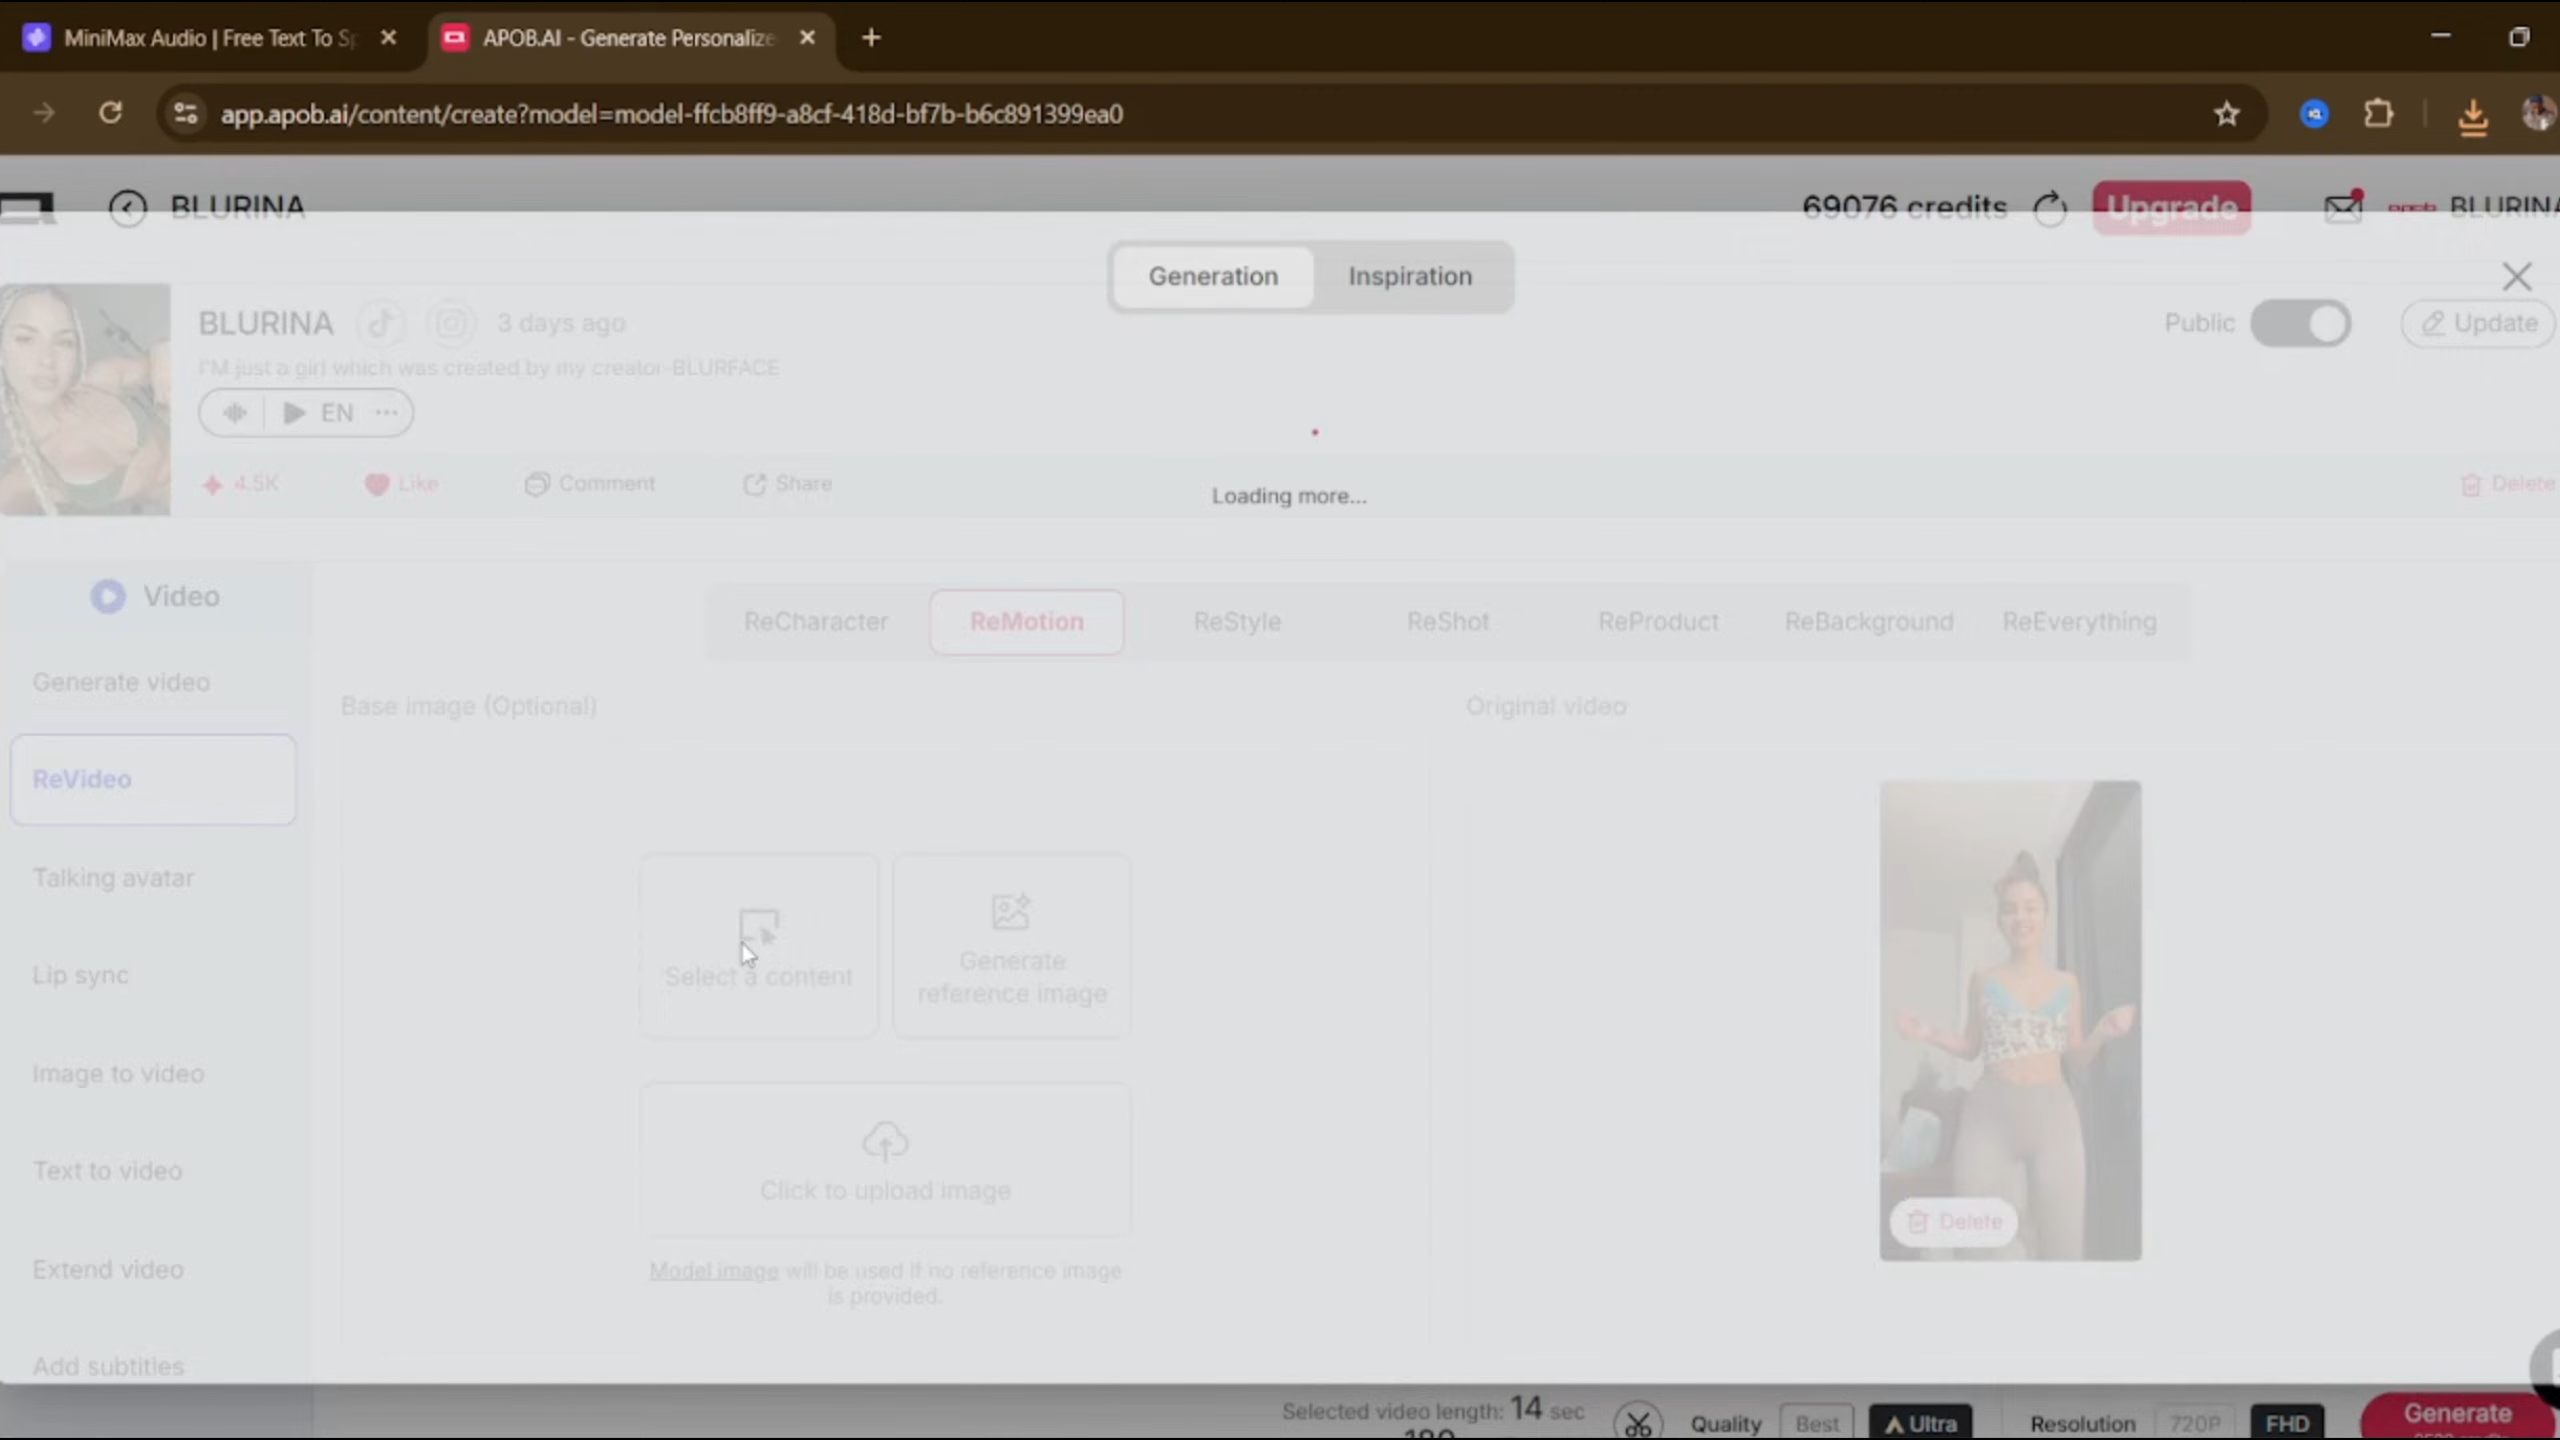 MiniMax Audio | Free Text To Sp
APOB.AI - Generate Personalize
app.apob.ai/content/create?model=model-ffcb8ff9-a8cf-418d-bf7b-b6c891399ea0
BLURINA
69076 credits
Upgrade
BLURINA
Generation
Inspiration
BLURINA
3 days ago
Public
Update
I'M just a girl which was created by my creator-BLURFACE
EN
4.5K
Like
Comment
Share
Loading more...
Delete
Video
ReCharacter
ReMotion
ReStyle
ReShot
ReProduct
ReBackground
ReEverything
Generate video
Base image (Optional)
Original video
ReVideo
Talking avatar
Select a content
Generate
reference image
Lip sync
Image to video
Text to video
Click to upload image
Delete
Extend video
Model image will be used if no reference image
is provided.
Add subtitles
Selected video length: 14 sec
Quality
Best
Ultra
Resolution
720P
FHD
Generate